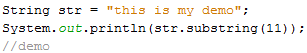 String str = "this is my demo";
System.out.println(str.substring(11));
//demo